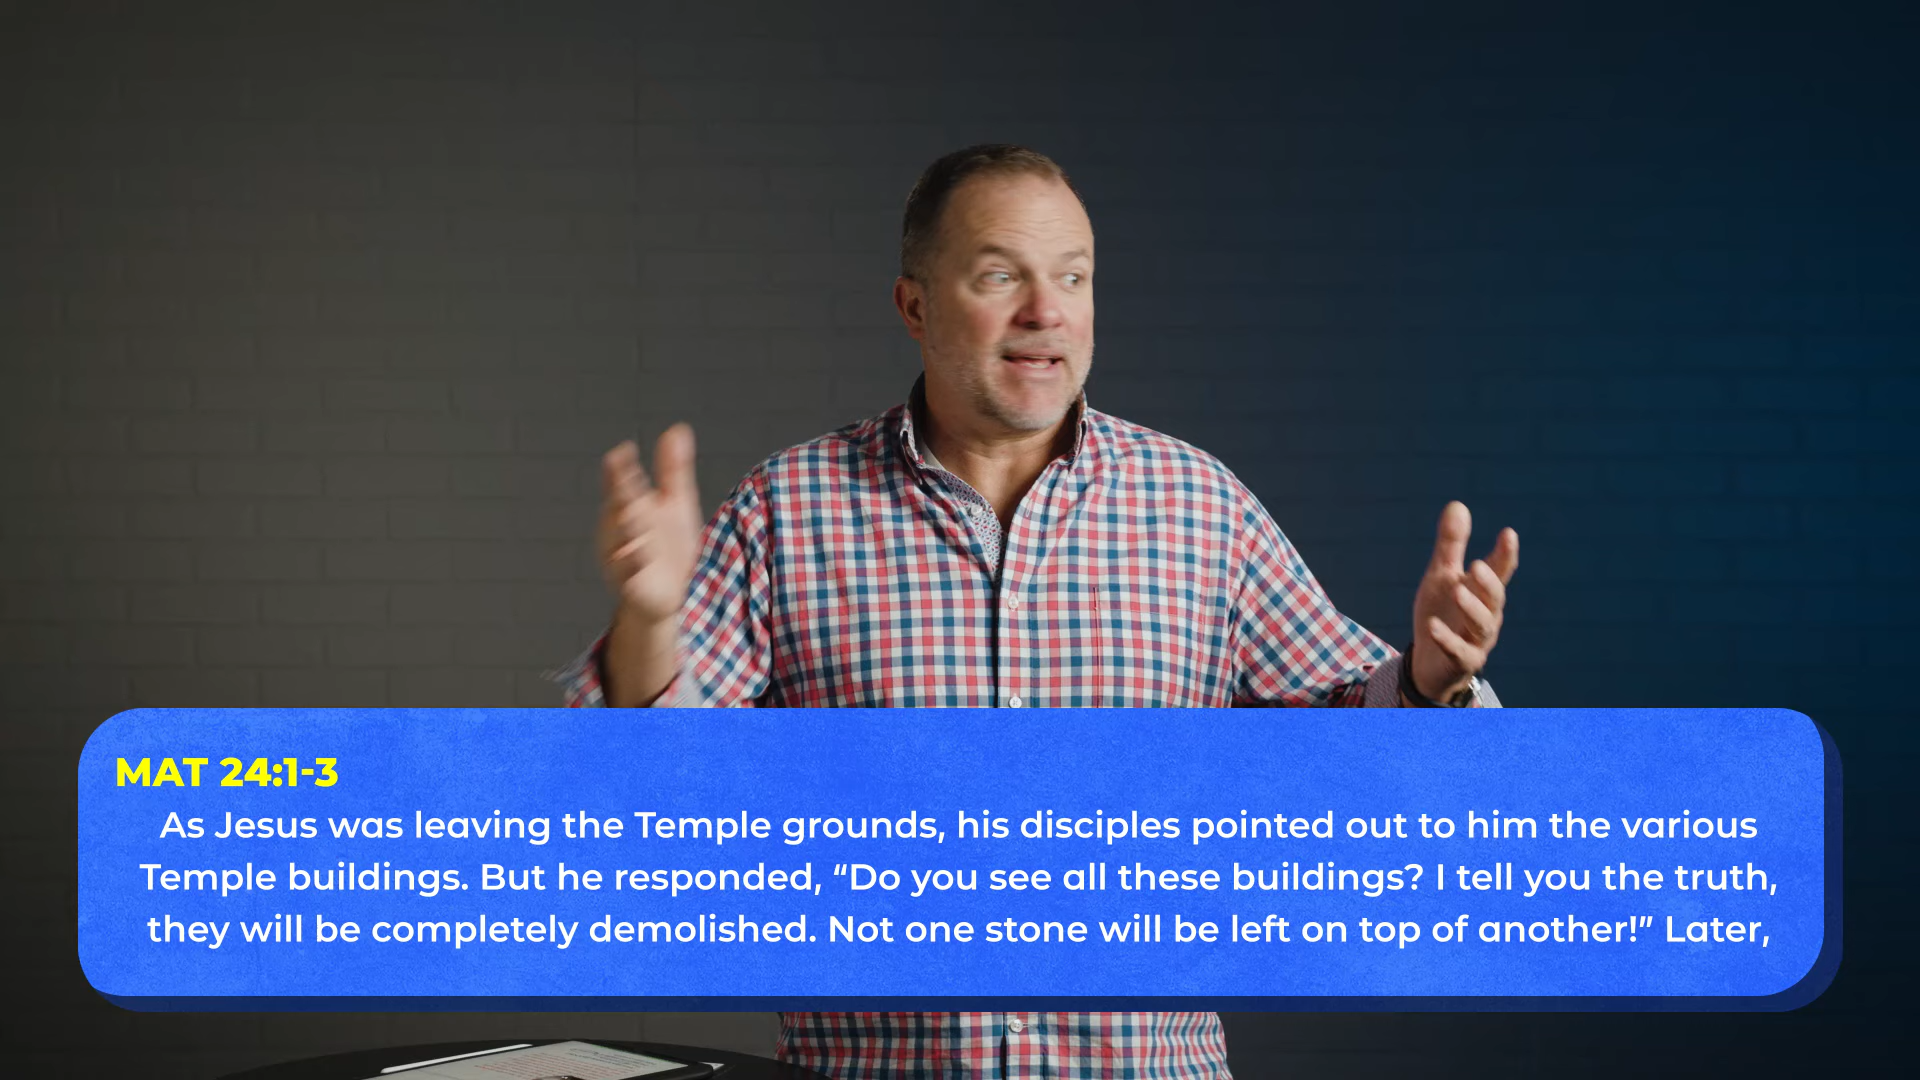 MAT 24:1-3
As Jesus was leaving the Temple grounds, his disciples pointed out to him the various
Temple buildings. But he responded, “Do you see all these buildings? I tell you the truth,
they will be completely demolished. Not one stone will be left on top of another!” Later,